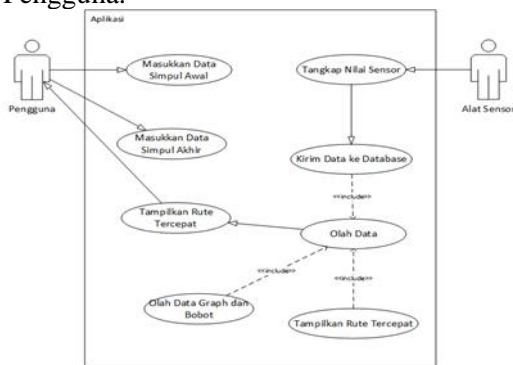 Pengguna.
Aplikasi
Masukkan Data
Simpul Awal
Tangkap Nilai Sensor
Pengguna
Alat Sensor
Masukkan Data
Simpul Akhir
Kirim Data ke Database
<<include>>
Tampilkan Rute
Tercepat
Olah Data
<<include>>
<<include>>
Olah Data Graph dan
Bobot
Tampilkan Rute Tercepat